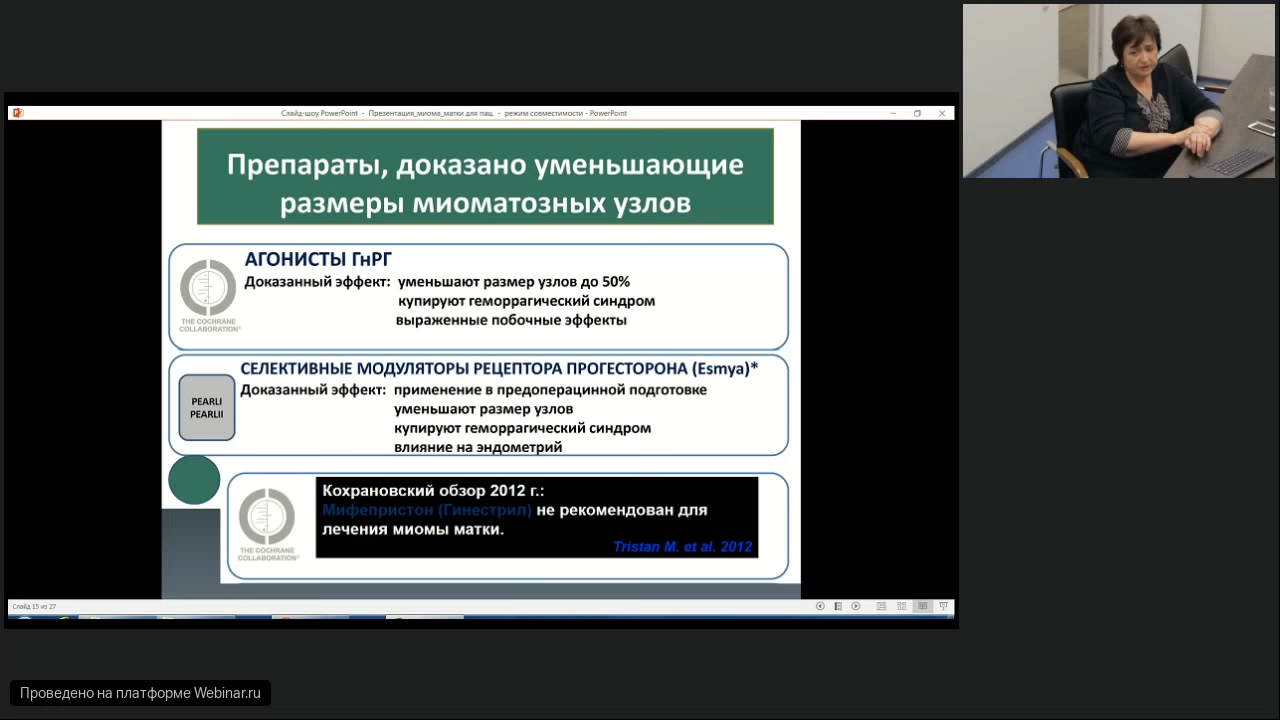 Слайд-шоу PowerPoint - Презентация_миома_матки для пац. - режим совместимости - PowerPoint
Препараты, доказано уменьшающие
размеры миоматозных узлов
АГОНИСТЫ ГнРГ
Доказанный эффект: уменьшают размер узлов до 50%
купируют геморрагический синдром
выраженные побочные эффекты
THE COCHRANE
COLLABORATION®
СЕЛЕКТИВНЫЕ МОДУЛЯТОРЫ РЕЦЕПТОРА ПРОГЕСТОРОНА (Esmya)*
Доказанный эффект: применение в предоперацинной подготовке
уменьшают размер узлов
купируют геморрагический синдром
влияние на эндометрий
PEARLI
PEARLII
Кохрановский обзор 2012 г.:
Мифепристон (Гинестрил) не рекомендован для
лечения миомы матки.
Tristan M. et al. 2012
THE COCHRANE
COLLABORATION®
Слайд 15 из 27
Проведено на платформе Webinar.ru